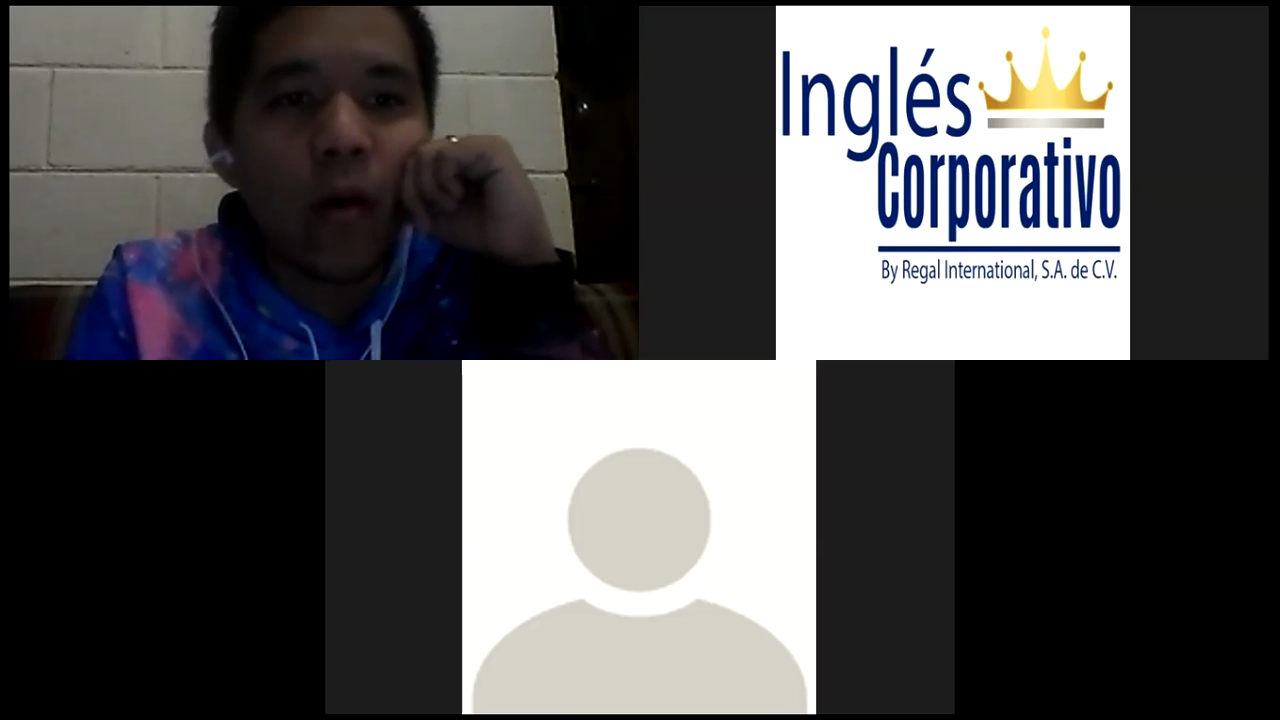 Inglés
Corporativo
By Regal International, S.A. de C.V.